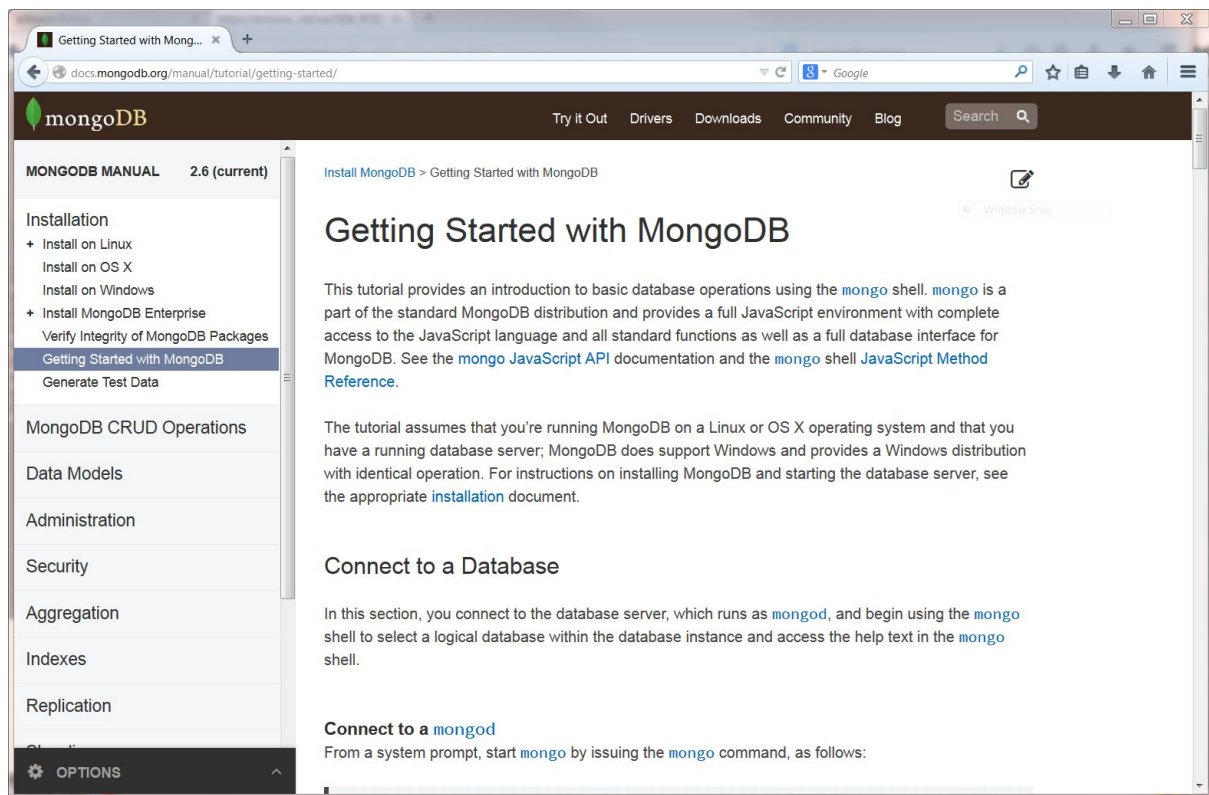 Getting Started with Mong... × +
docs.mongodb.org/manual/tutorial/getting-started/
8 Google
mongoDB
Try it Out Drivers Downloads Community Blog
Search
MONGODB MANUAL 2.6 (current)
Installation
+ Install on Linux
Install on OS X
Install on Windows
+ Install MongoDB Enterprise
Verify Integrity of MongoDB Packages
Getting Started with MongoDB
Generate Test Data
MongoDB CRUD Operations
Data Models
Administration
Security
Aggregation
Indexes
Replication
OPTIONS
Install MongoDB > Getting Started with MongoDB
Window Snip
Getting Started with MongoDB
This tutorial provides an introduction to basic database operations using the mongo shell. mongo is a
part of the standard MongoDB distribution and provides a full JavaScript environment with complete
access to the JavaScript language and all standard functions as well as a full database interface for
MongoDB. See the mongo JavaScript API documentation and the mongo shell JavaScript Method
Reference.
The tutorial assumes that you're running MongoDB on a Linux or OS X operating system and that you
have a running database server; MongoDB does support Windows and provides a Windows distribution
with identical operation. For instructions on installing MongoDB and starting the database server, see
the appropriate installation document.
Connect to a Database
In this section, you connect to the database server, which runs as mongod, and begin using the mongo
shell to select a logical database within the database instance and access the help text in the mongo
shell.
Connect to a mongod
From a system prompt, start mongo by issuing the mongo command, as follows: